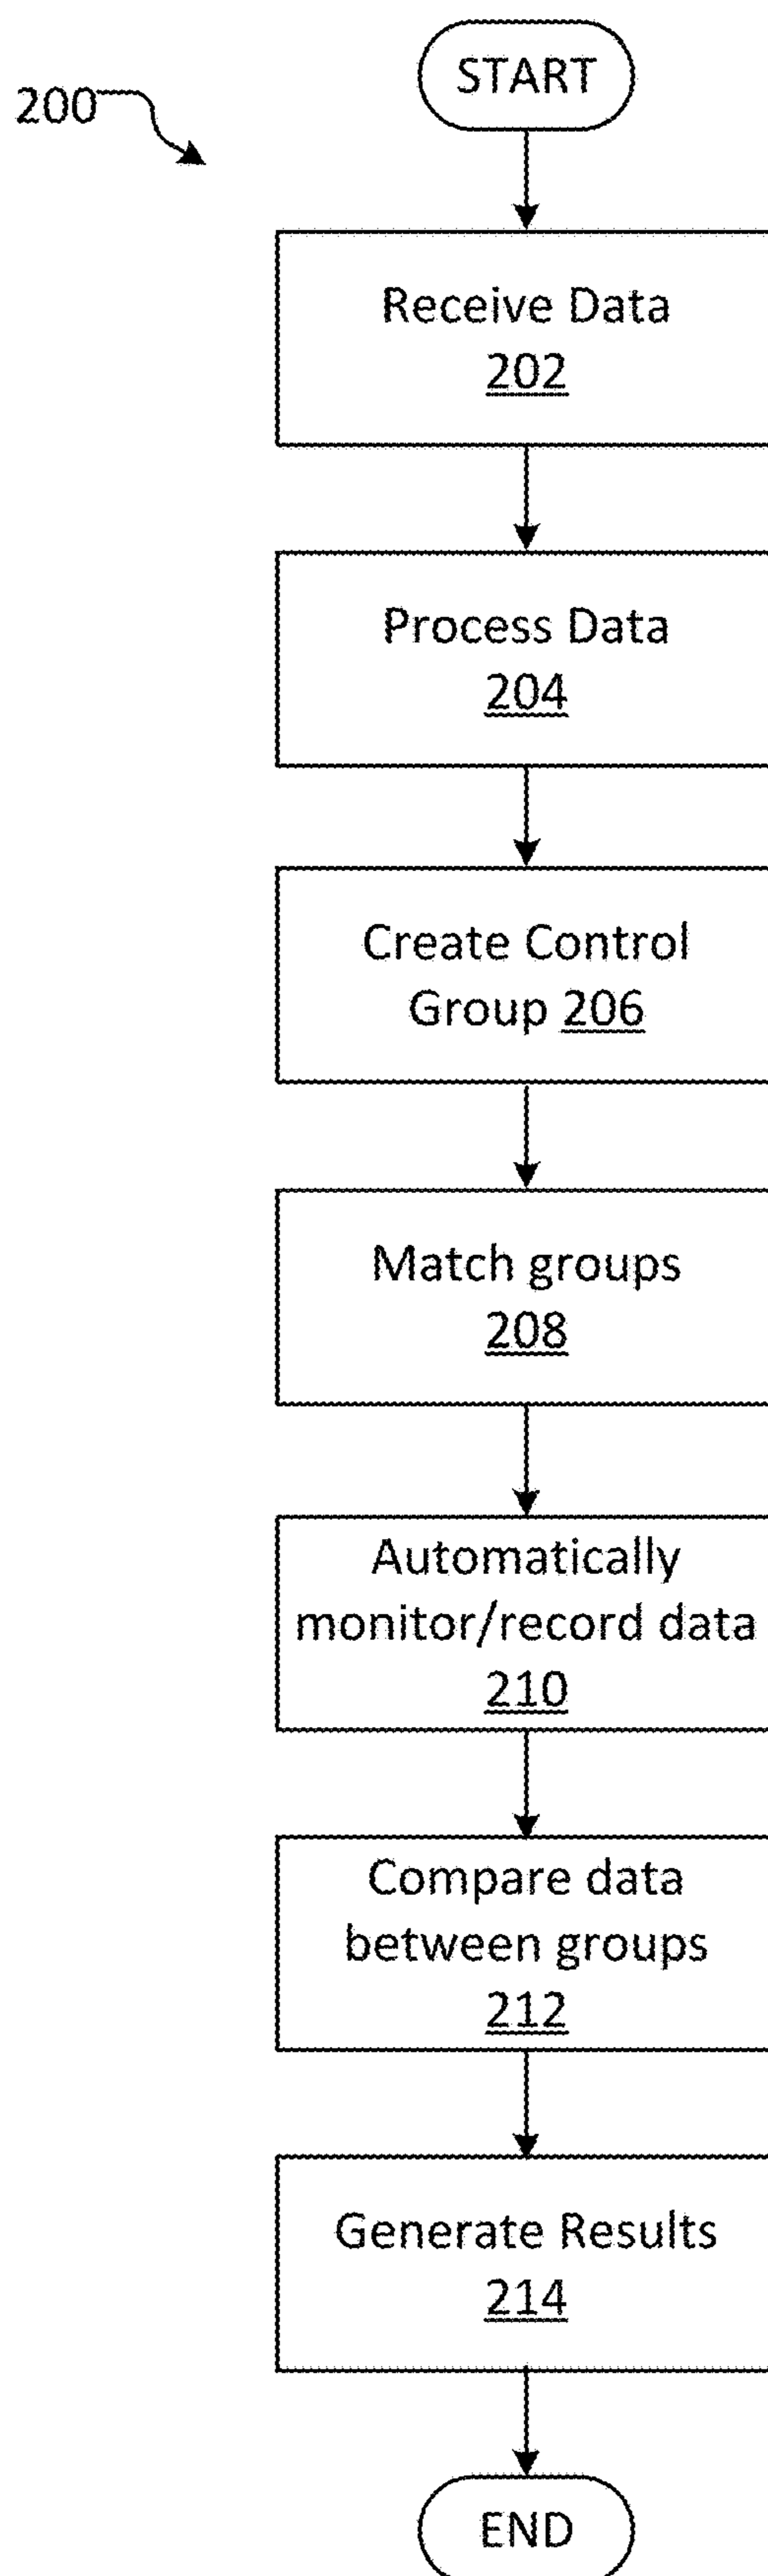 200
START
Receive Data
202
Process Data
204
Create Control
Group 206
Match groups
208
Automatically
monitor/record data
210
Compare data
between groups
212
Generate Results
214
END